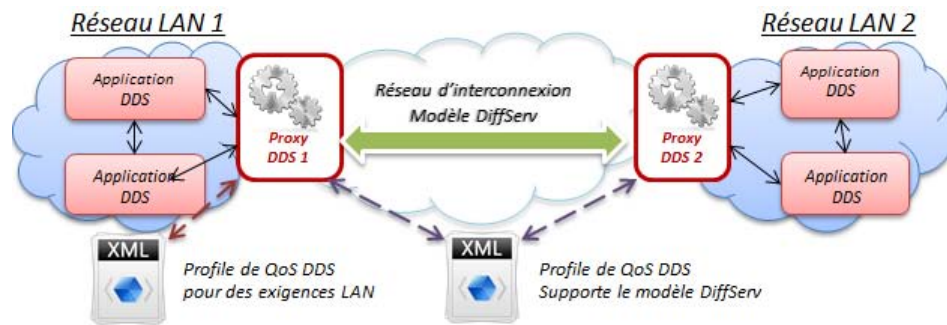 Réseau LAN 1
Réseau LAN 2
Application
DDS
Application
DDS
Proxy
DDS 1
Réseau d'interconnexion
Modèle DiffServ
Proxy
DDS 2
Application
DDS
Application
DDS
XML
Profile de QoS DDS
pour des exigences LAN
XML
Profile de QoS DDS
Supporte le modèle DiffServ